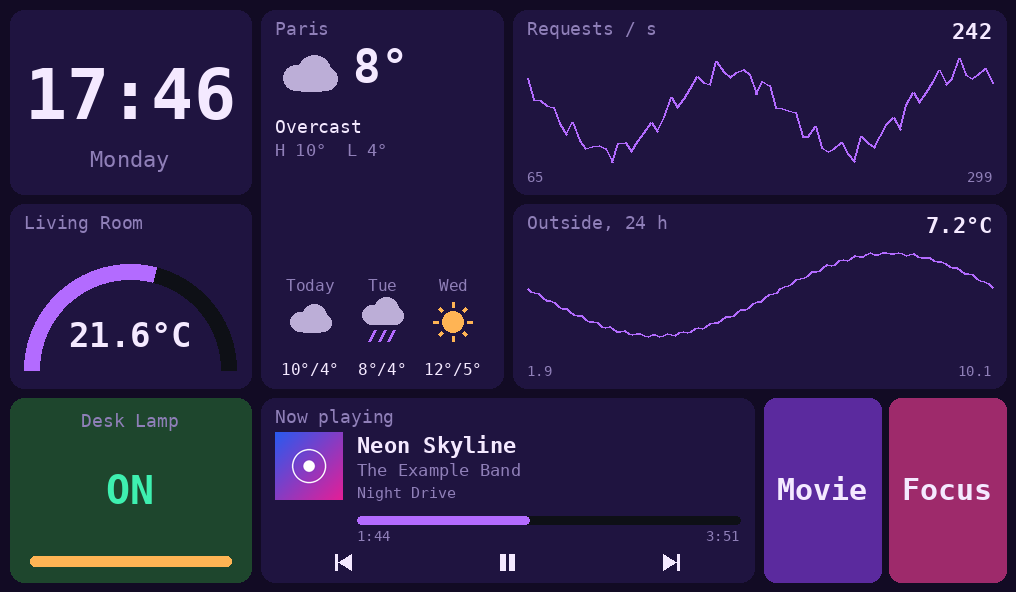 17:46
Monday
Paris
8°
Overcast
H 10°  L 4°
Today Tue Wed
10°/4° 8°/4° 12°/5°
Requests / s 242
65 299
Living Room
21.6°C
Outside, 24 h 7.2°C
1.9 10.1
Desk Lamp
ON
Now playing
Neon Skyline
The Example Band
Night Drive
1:44 3:51
Movie
Focus